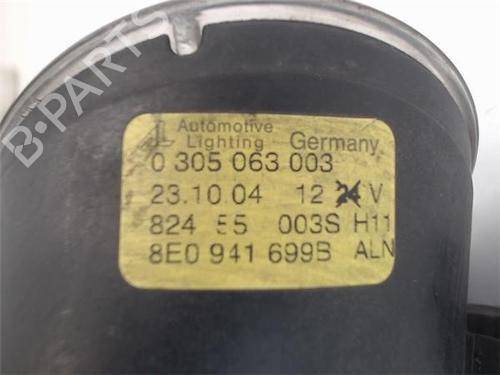 AL Automotive Lighting Germany
0 305 063 003
23.10.04 12 24 V
824 55 003S H11
8E0 941 699B ALN
B-PARTS